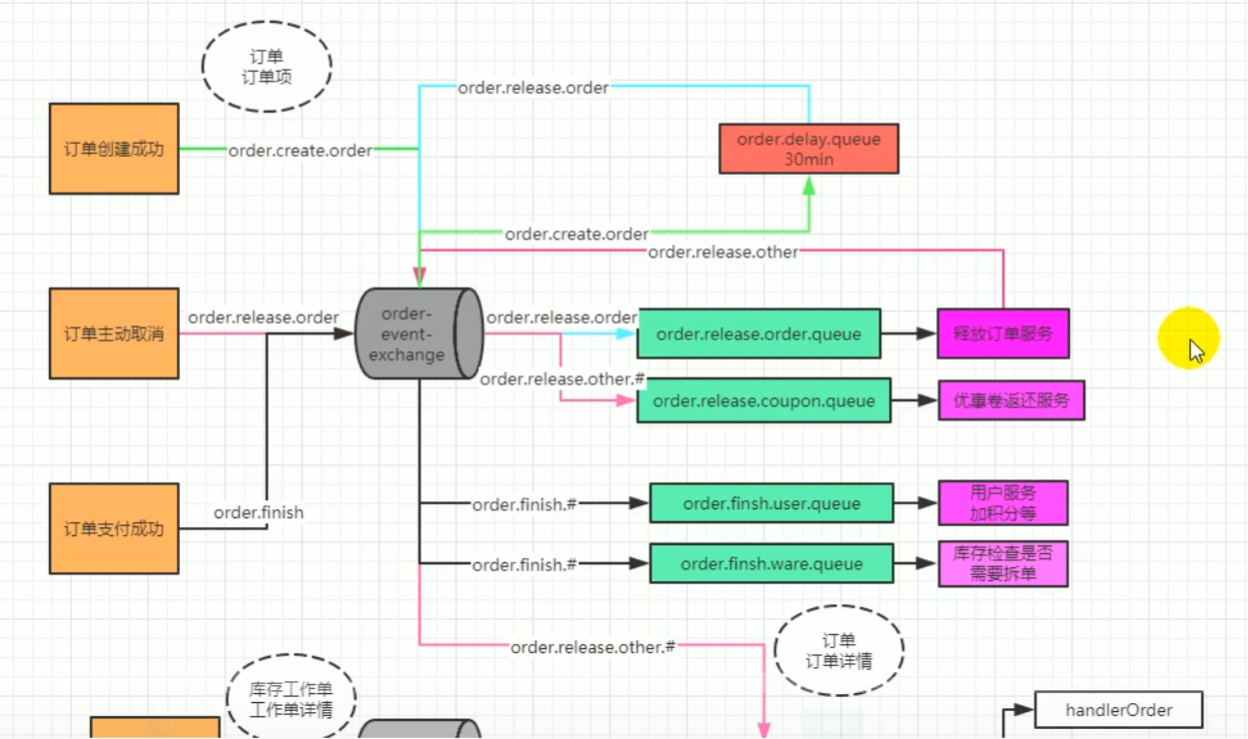 订单
订单项
order.release.order
订单创建成功
order.create.order
order.delay.queue
30min
order.create.order
order.release.other
订单主动取消
order.release.order
order-
event-
exchange
order.release.order
order.release.order.queue
释放订单服务
order.release.other.#
order.release.coupon.queue
优惠卷返还服务
订单支付成功
order.finish
order.finish.#
order.finsh.user.queue
用户服务
加积分等
order.finish.#
order.finsh.ware.queue
库存检查是否
需要拆单
order.release.other.#
订单
订单详情
库存工作单
工作单详情
handlerOrder